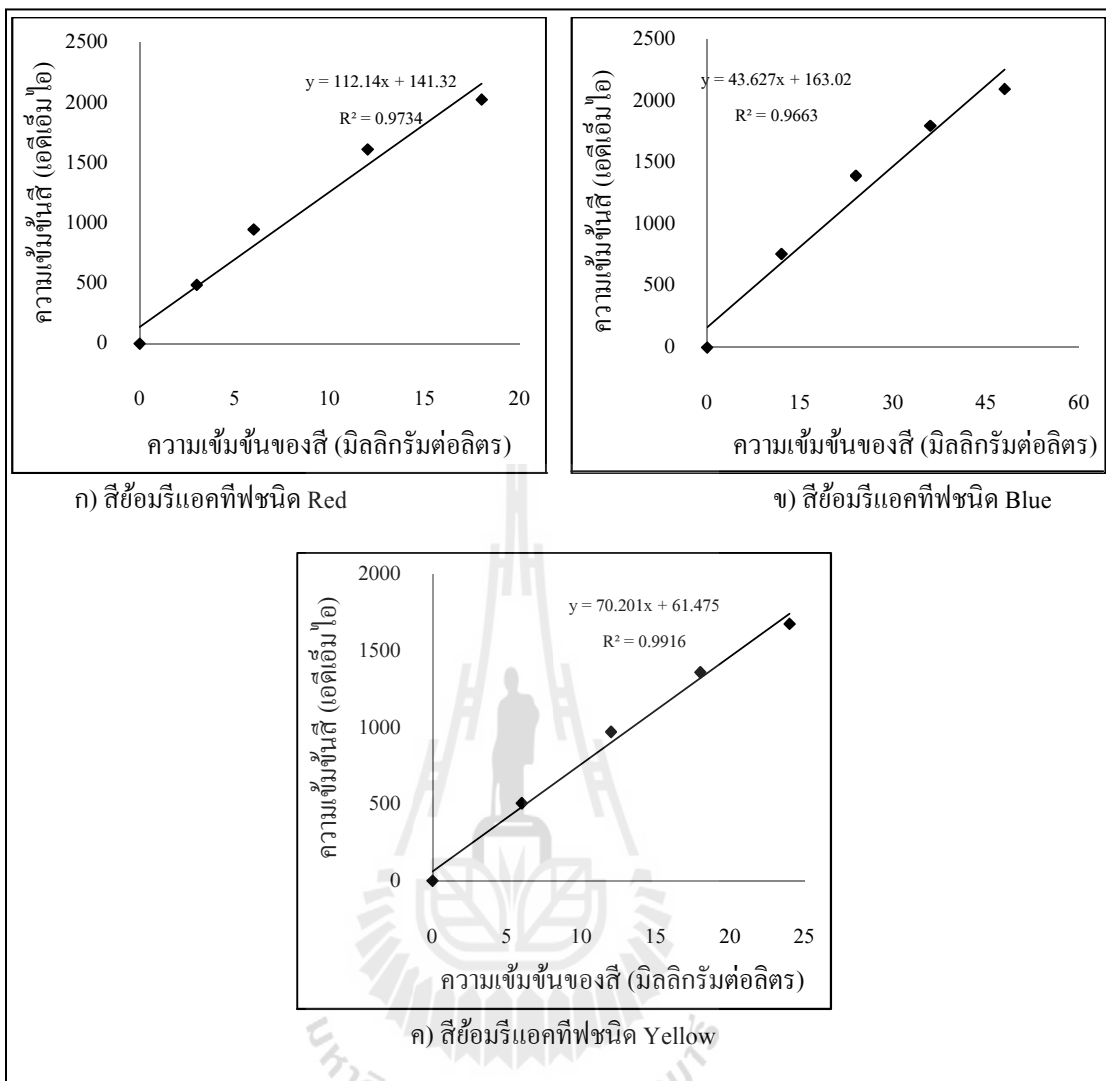 2500
2000
1500
1000
500
0
y = 112.14x + 141.32
R² = 0.9734
0 5 10 15 20
ความเข้มข้นสี (เอดีเอ็มไอ)
ความเข้มข้นของสี (มิลลิกรัมต่อลิตร)
ก) สีย้อมรีแอคทีฟชนิด Red
2500
2000
1500
1000
500
0
y = 43.627x + 163.02
R² = 0.9663
0 15 30 45 60
ความเข้มข้นสี (เอดีเอ็มไอ)
ความเข้มข้นของสี (มิลลิกรัมต่อลิตร)
ข) สีย้อมรีแอคทีฟชนิด Blue
2000
1500
1000
500
0
y = 70.201x + 61.475
R² = 0.9916
0 5 10 15 20 25
ความเข้มข้นสี (เอดีเอ็มไอ)
ความเข้มข้นของสี (มิลลิกรัมต่อลิตร)
ค) สีย้อมรีแอคทีฟชนิด Yellow